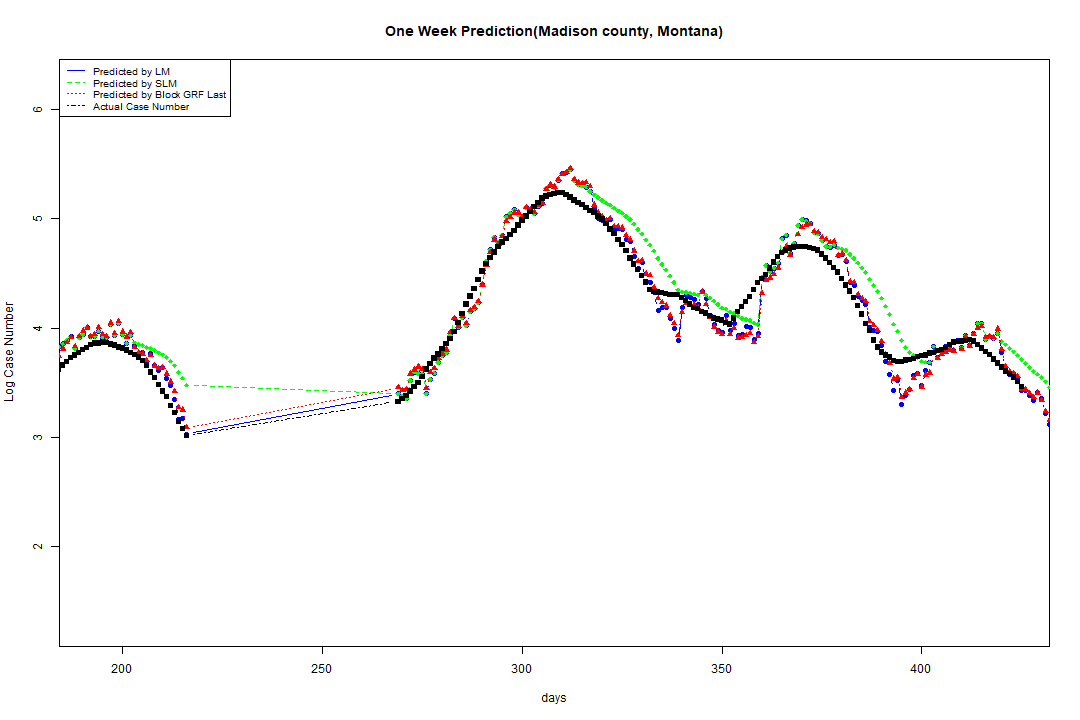 One Week Prediction(Madison county, Montana)
Predicted by LM
Predicted by SLM
Predicted by Block GRF Last
Actual Case Number
6
5
4
3
2
Log Case Number
200 250 300 350 400
days